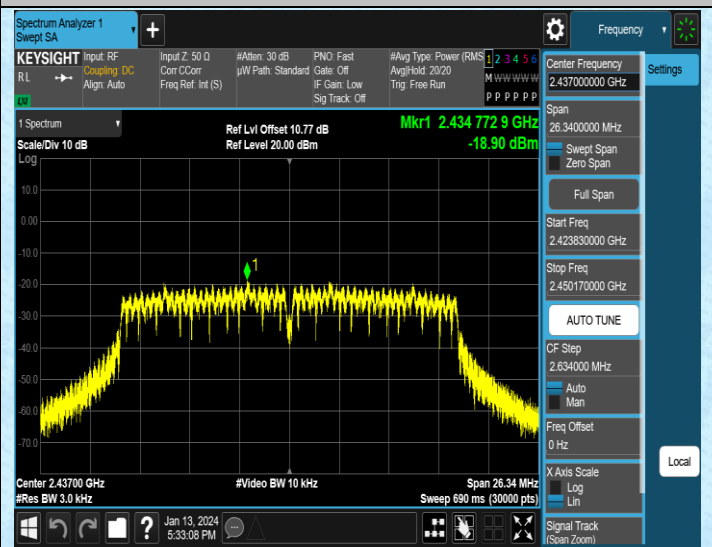 Spectrum Analyzer 1
Swept SA
+
Frequency
KEYSIGHT
RL
LXI
Input: RF
Coupling: DC
Align: Auto
Input Z: 50 Ω
Corr CCorr
Freq Ref: Int (S)
#Atten: 30 dB
µW Path: Standard
PNO: Fast
Gate: Off
IF Gain: Low
Sig Track: Off
#Avg Type: Power (RMS
Avg|Hold: 20/20
Trig: Free Run
1 2 3 4 5 6
M W W W W W
P P P P P P
1 Spectrum
Scale/Div 10 dB
Log
Ref Lvl Offset 10.77 dB
Ref Level 20.00 dBm
Mkr1 2.434 772 9 GHz
-18.90 dBm
10.0
0.00
-10.0
-20.0
-30.0
-40.0
-50.0
-60.0
-70.0
1
Center 2.43700 GHz
#Res BW 3.0 kHz
#Video BW 10 kHz
Span 26.34 MHz
Sweep 690 ms (30000 pts)
Center Frequency
2.437000000 GHz
Settings
Span
26.3400000 MHz
Swept Span
Zero Span
Full Span
Start Freq
2.423830000 GHz
Stop Freq
2.450170000 GHz
AUTO TUNE
CF Step
2.634000 MHz
Auto
Man
Freq Offset
0 Hz
X Axis Scale
Log
Lin
Local
Signal Track
(Span Zoom)
?
Jan 13, 2024
5:33:08 PM